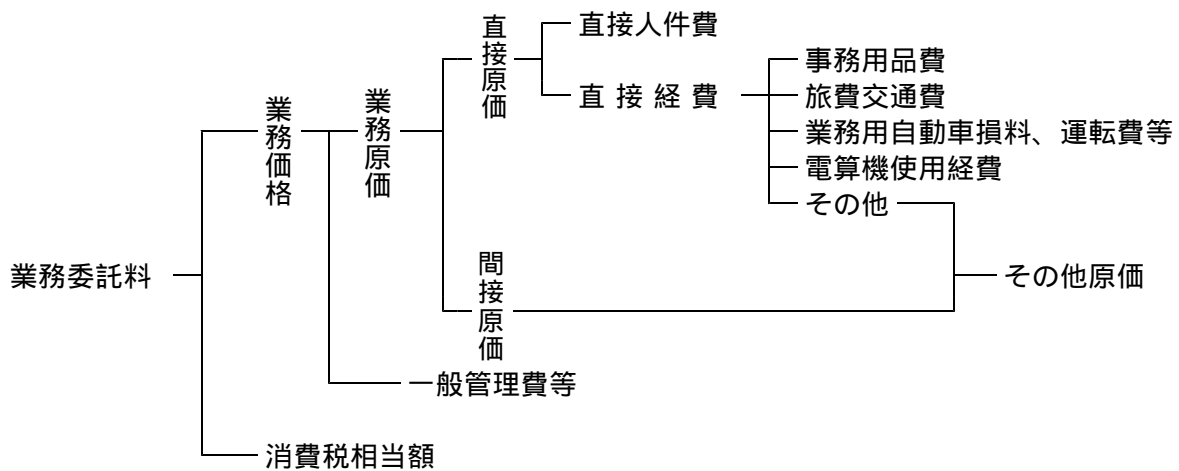 業務委託料
業務価格
業務原価
直接原価
直接人件費
直接経費
事務用品費
旅費交通費
業務用自動車損料、運転費等
電算機使用経費
その他
間接原価
その他原価
一般管理費等
消費税相当額